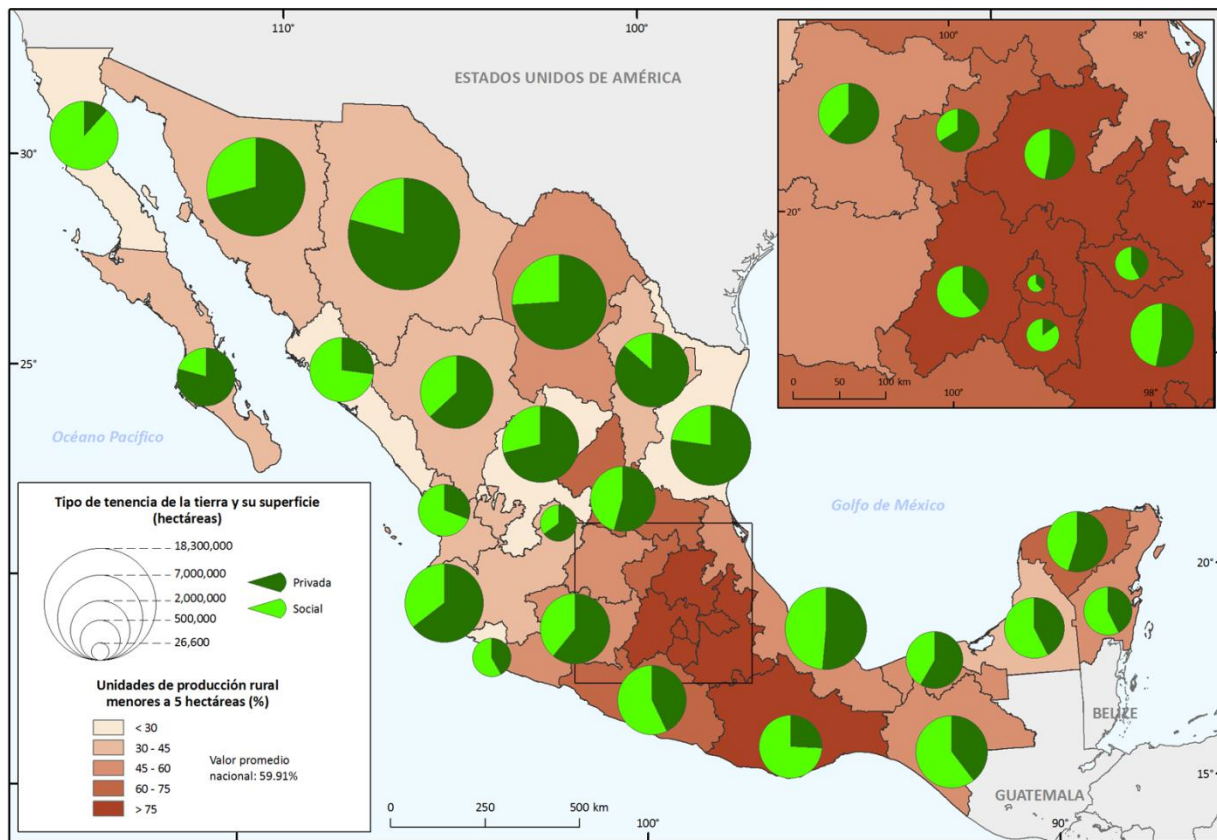 110°
100°
ESTADOS UNIDOS DE AMÉRICA
30°
25°
Océano Pacífico
Golfo de México
20°
15°
BELIZE
GUATEMALA
100°
90°
0 250 500 km
100°
98°
20°
20°
0 50 100 km
100°
98°
Tipo de tenencia de la tierra y su superficie
(hectáreas)
18,300,000
7,000,000
2,000,000
500,000
26,600
Privada
Social
Unidades de producción rural
menores a 5 hectáreas (%)
< 30
30 - 45
45 - 60
60 - 75
> 75
Valor promedio
nacional: 59.91%